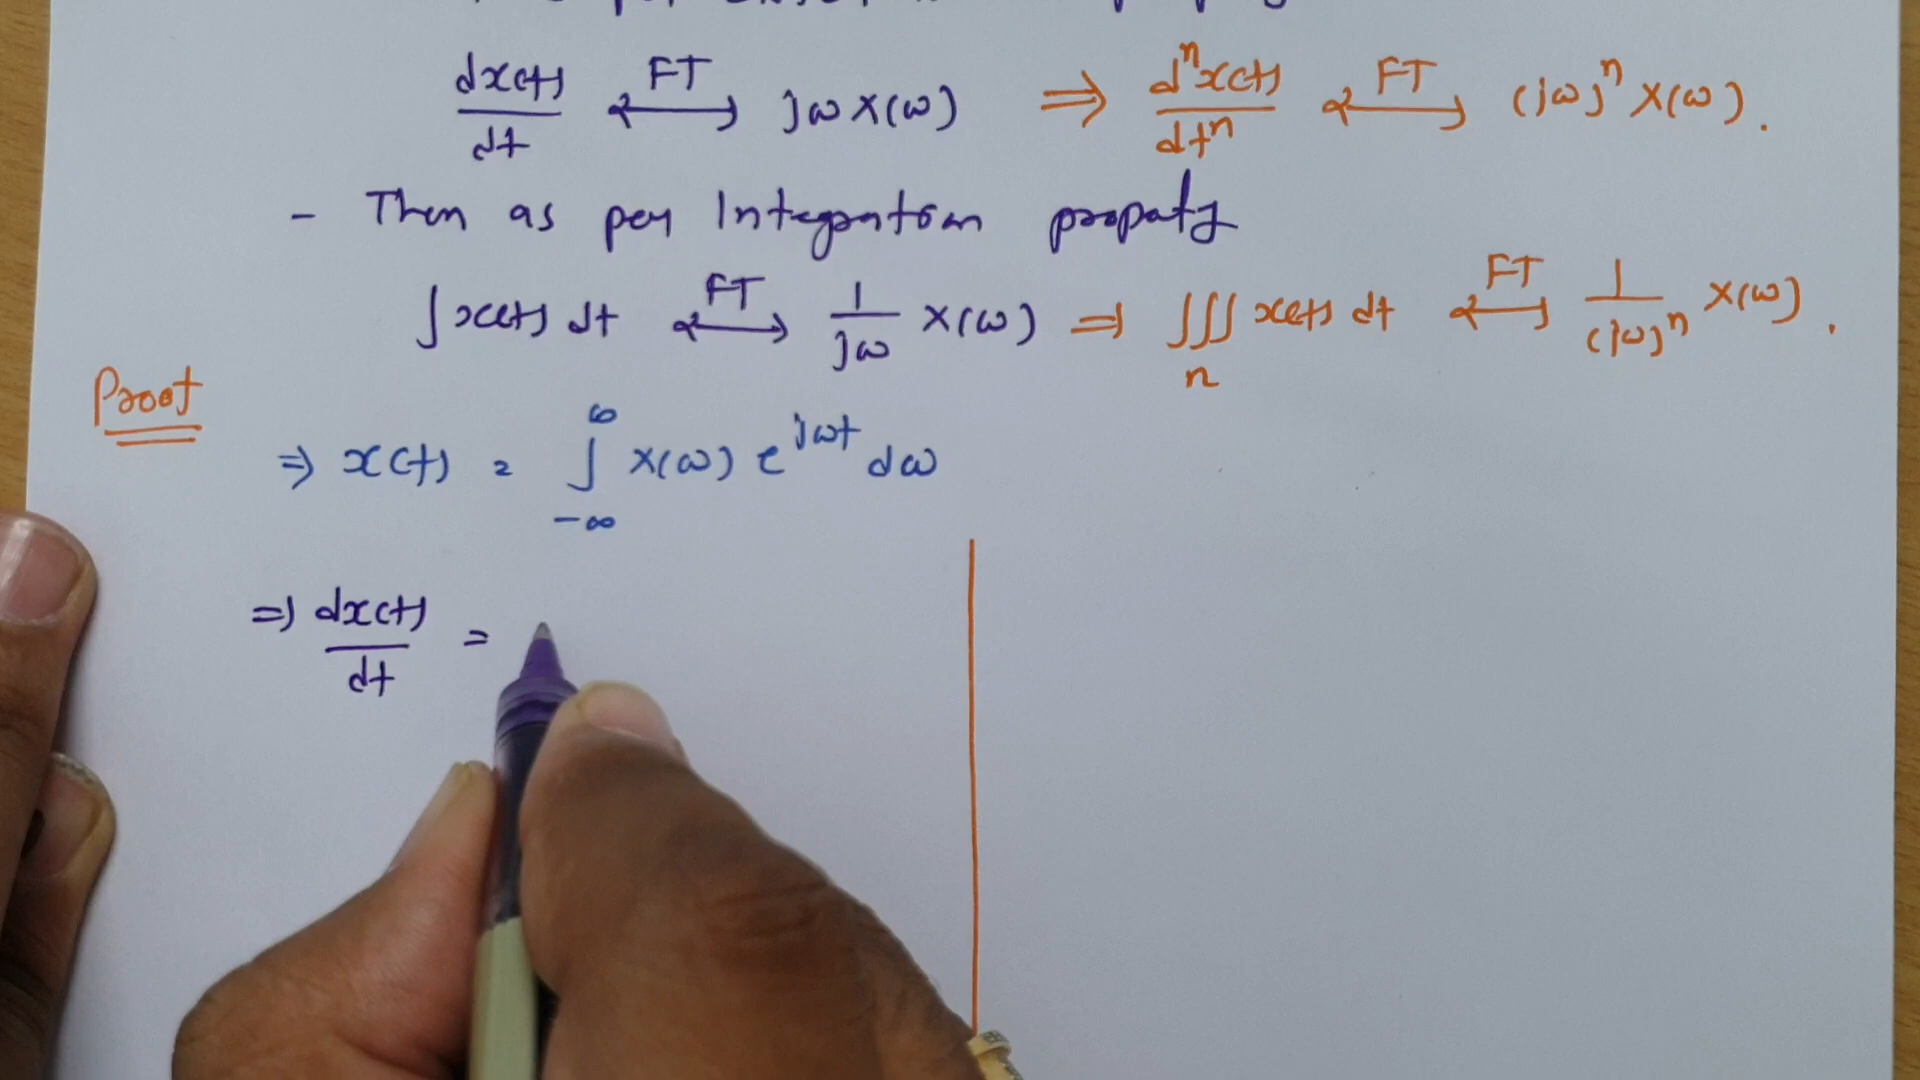 dx(t)/dt ⟷FT jω X(ω) ⇒ dⁿx(t)/dtⁿ ⟷FT (jω)ⁿ X(ω).
- Then as per Integration property
∫ x(t) dt ⟷FT 1/jω X(ω) ⇒ ∫∫∫n x(t) dt ⟷FT 1/(jω)ⁿ X(ω).
Proof
⇒ x(t) = ∫_{-∞}^{∞} X(ω) e^{jωt} dω
⇒ dx(t)/dt =